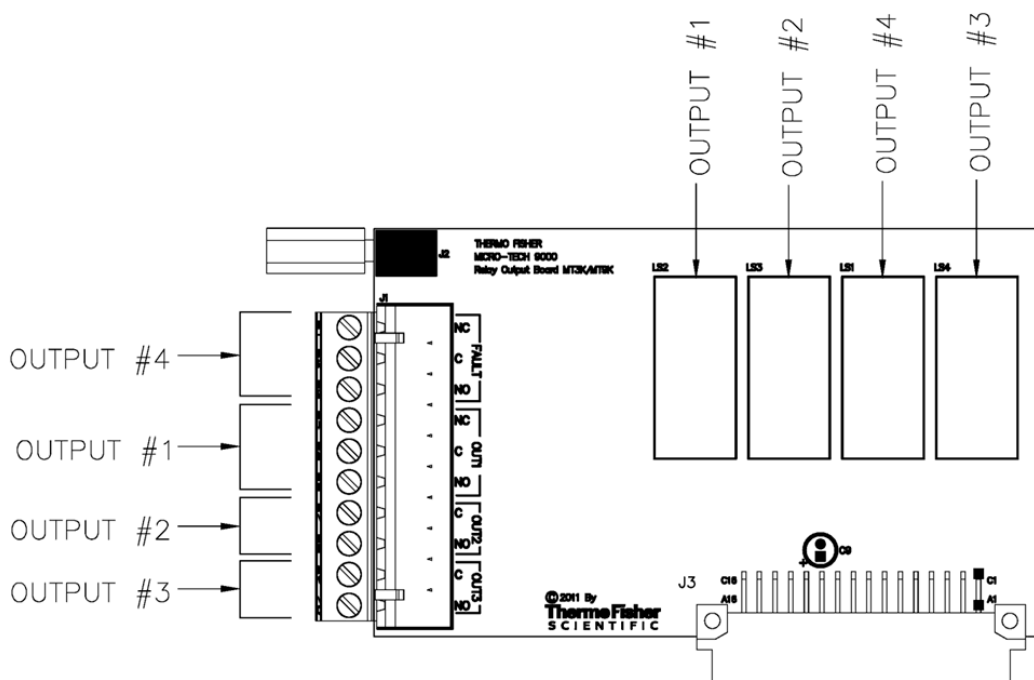 OUTPUT #1
OUTPUT #2
OUTPUT #4
OUTPUT #3
J2
THERMO FISHER
MICRO-TECH 9000
Relay Output Board MT3K/MT9K
LS2
LS3
LS1
LS4
J1
OUTPUT #4
OUTPUT #1
OUTPUT #2
OUTPUT #3
NC
C
NO
FAULT
NC
C
NO
OUT1
C
NO
OUT2
C
NO
OUT3
+
C9
J3
C16
C1
A16
A1
© 2011 By
ThermoFisher
SCIENTIFIC